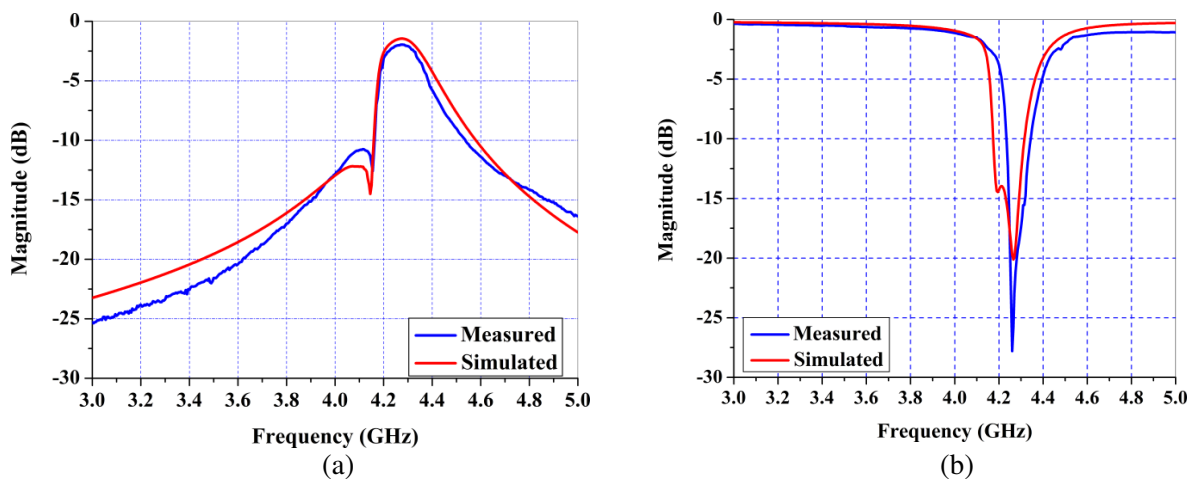 0
-5
-10
-15
-20
-25
-30
Magnitude (dB)
Measured
Simulated
3.0 3.2 3.4 3.6 3.8 4.0 4.2 4.4 4.6 4.8 5.0
Frequency (GHz)
(a)
0
-5
-10
-15
-20
-25
-30
Magnitude (dB)
Measured
Simulated
3.0 3.2 3.4 3.6 3.8 4.0 4.2 4.4 4.6 4.8 5.0
Frequency (GHz)
(b)